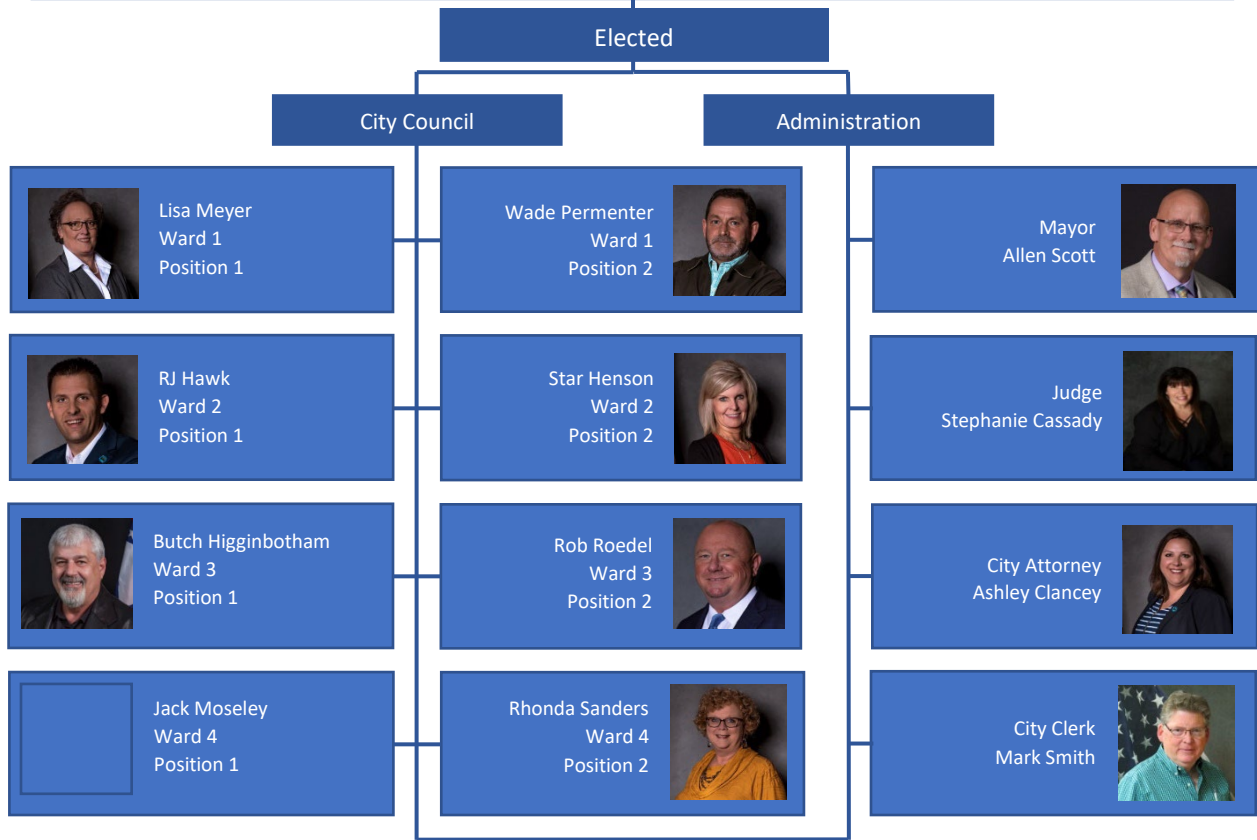 Elected
City Council
Administration
Lisa Meyer
Ward 1
Position 1
Wade Permenter
Ward 1
Position 2
Mayor
Allen Scott
RJ Hawk
Ward 2
Position 1
Star Henson
Ward 2
Position 2
Judge
Stephanie Cassady
Butch Higginbotham
Ward 3
Position 1
Rob Roedel
Ward 3
Position 2
City Attorney
Ashley Clancey
Jack Moseley
Ward 4
Position 1
Rhonda Sanders
Ward 4
Position 2
City Clerk
Mark Smith